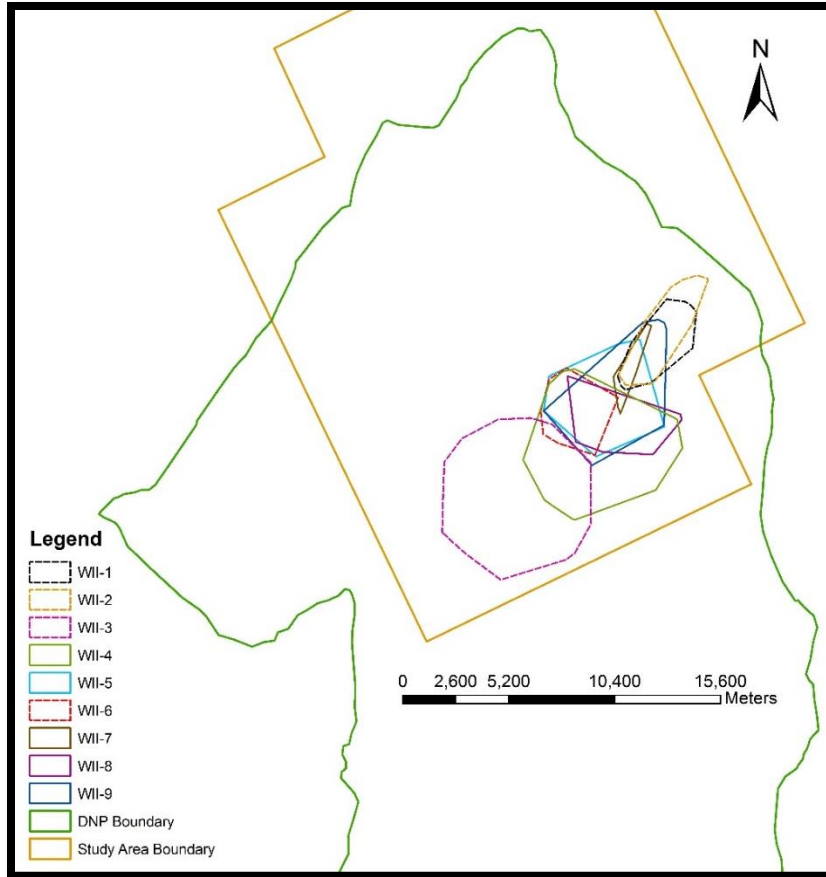 N
Legend
WII-1
WII-2
WII-3
WII-4
WII-5
WII-6
WII-7
WII-8
WII-9
DNP Boundary
Study Area Boundary
0 2,600 5,200 10,400 15,600
Meters